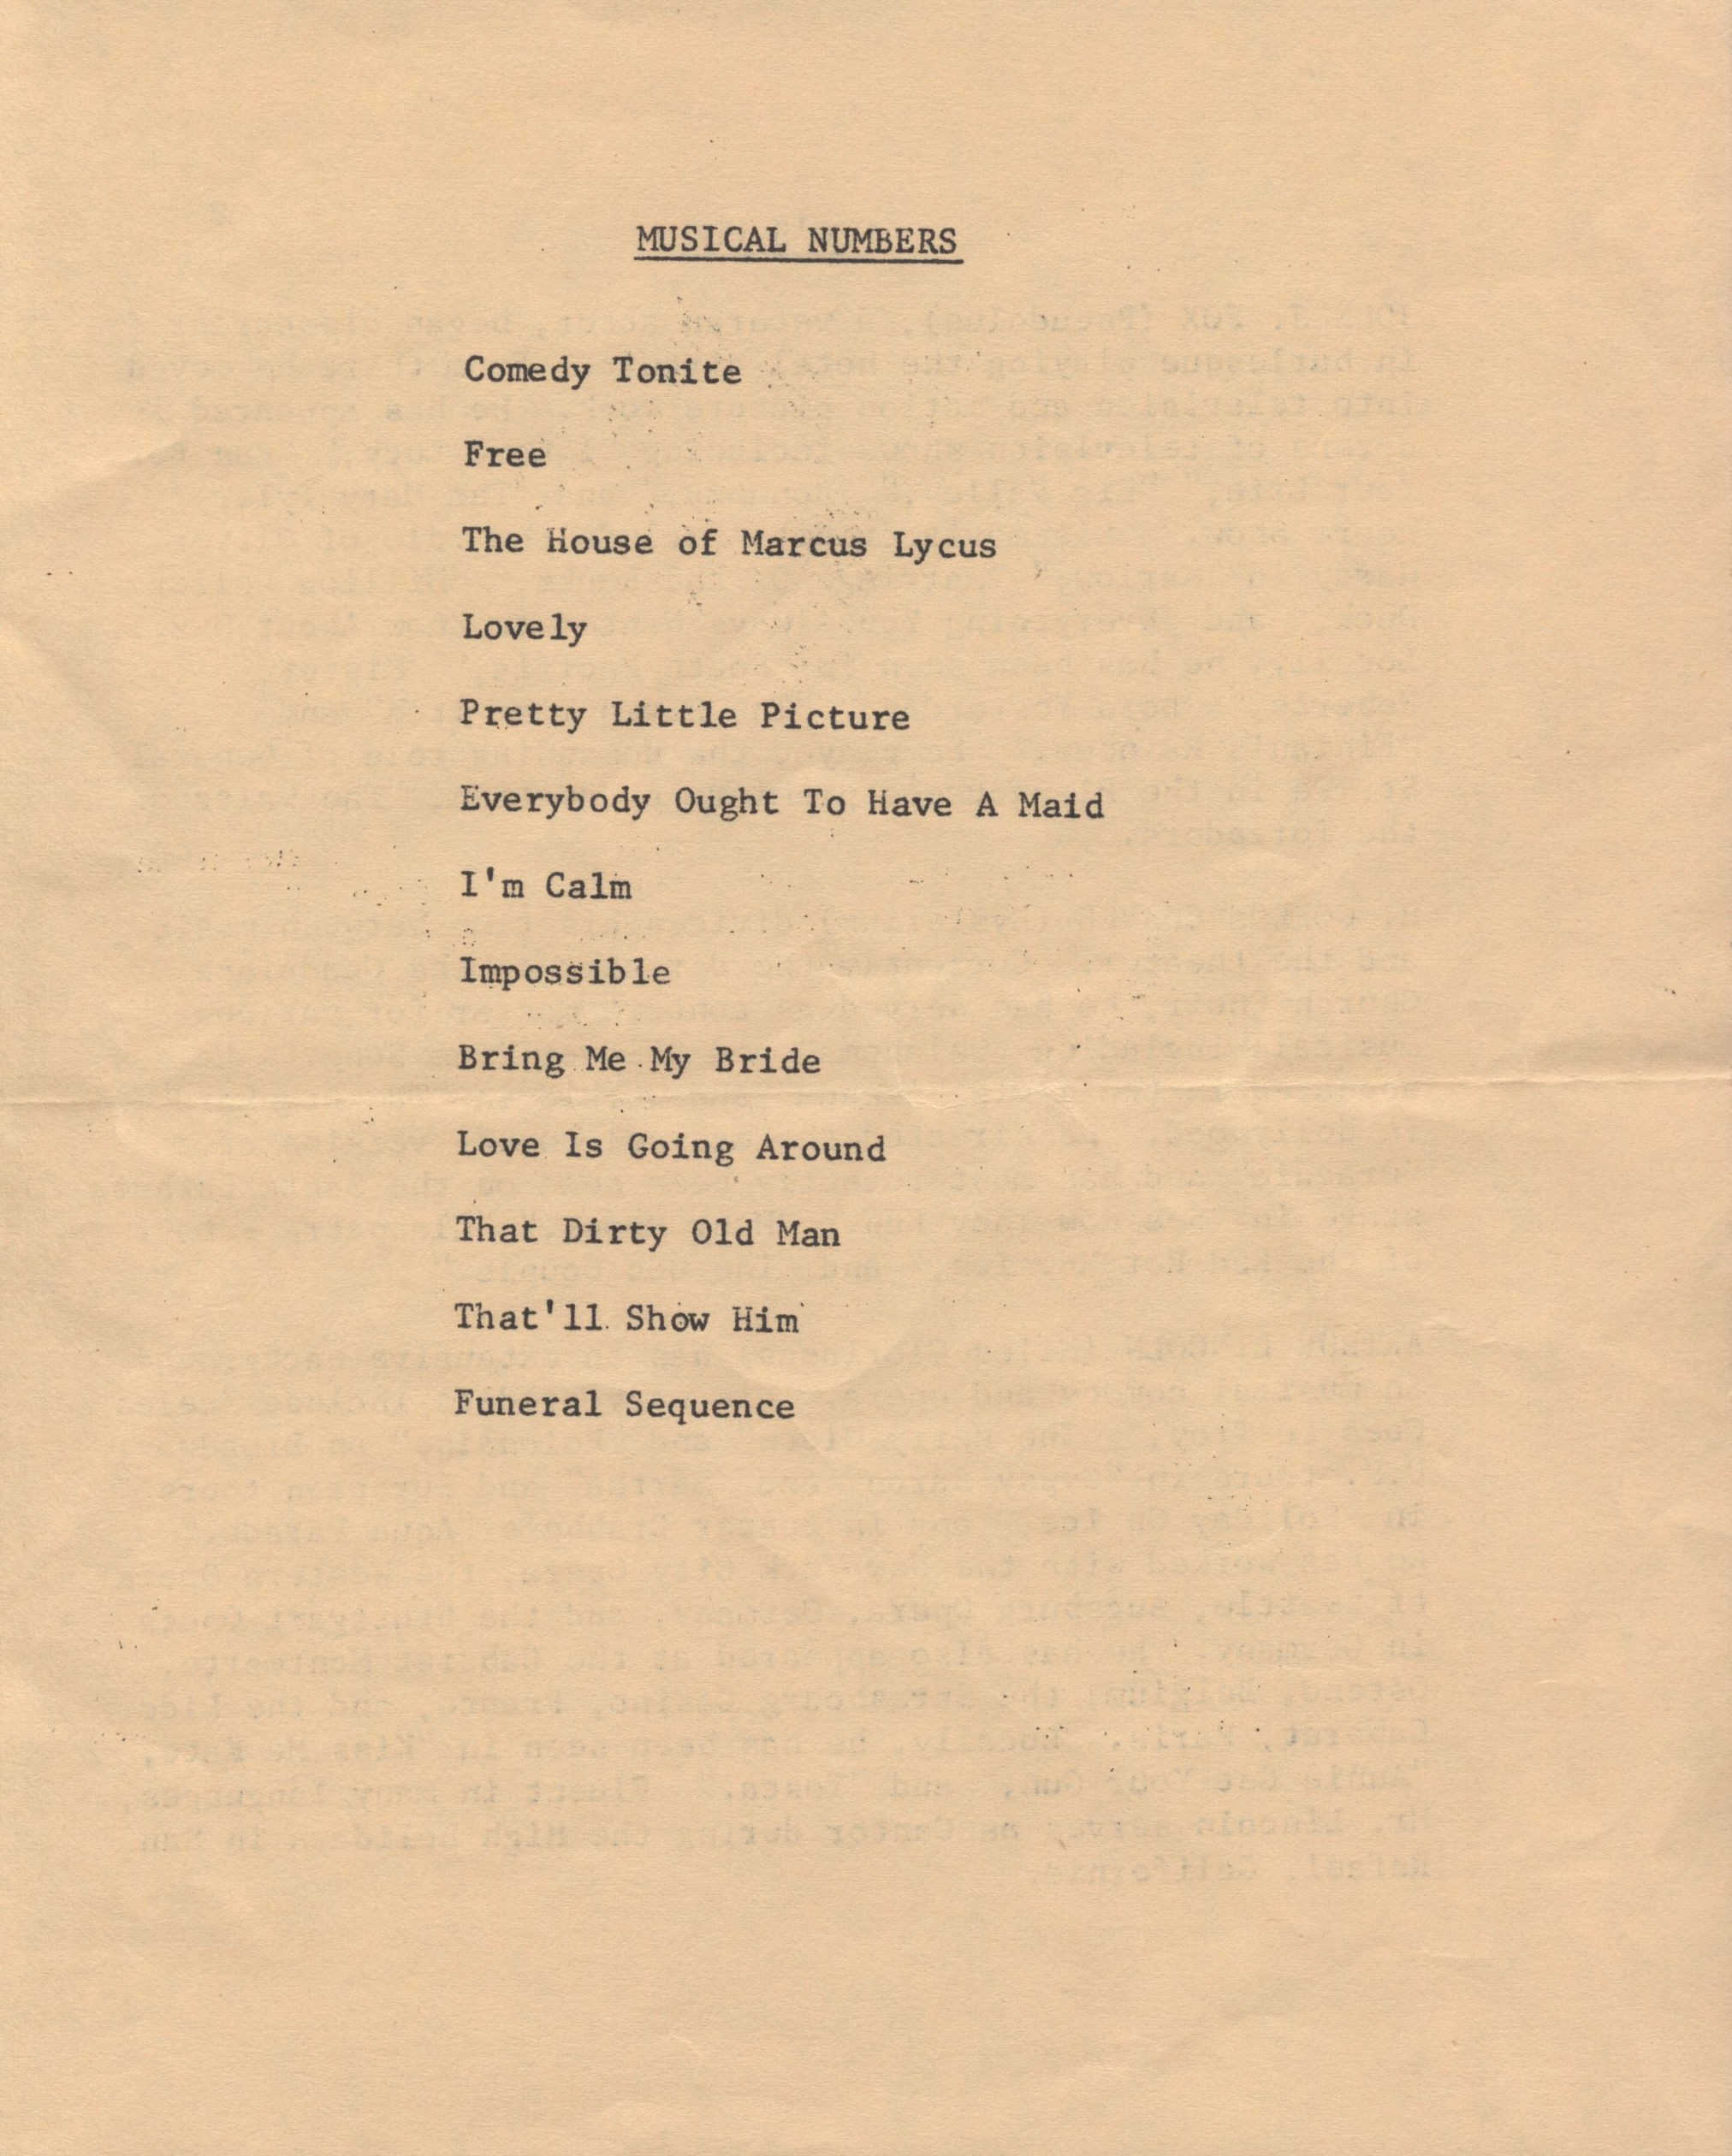 MUSICAL NUMBERS
Comedy Tonite
Free
The House of Marcus Lycus
Lovely
Pretty Little Picture
Everybody Ought To Have A Maid
I'm Calm
Impossible
Bring Me My Bride
Love Is Going Around
That Dirty Old Man
That'll Show Him
Funeral Sequence